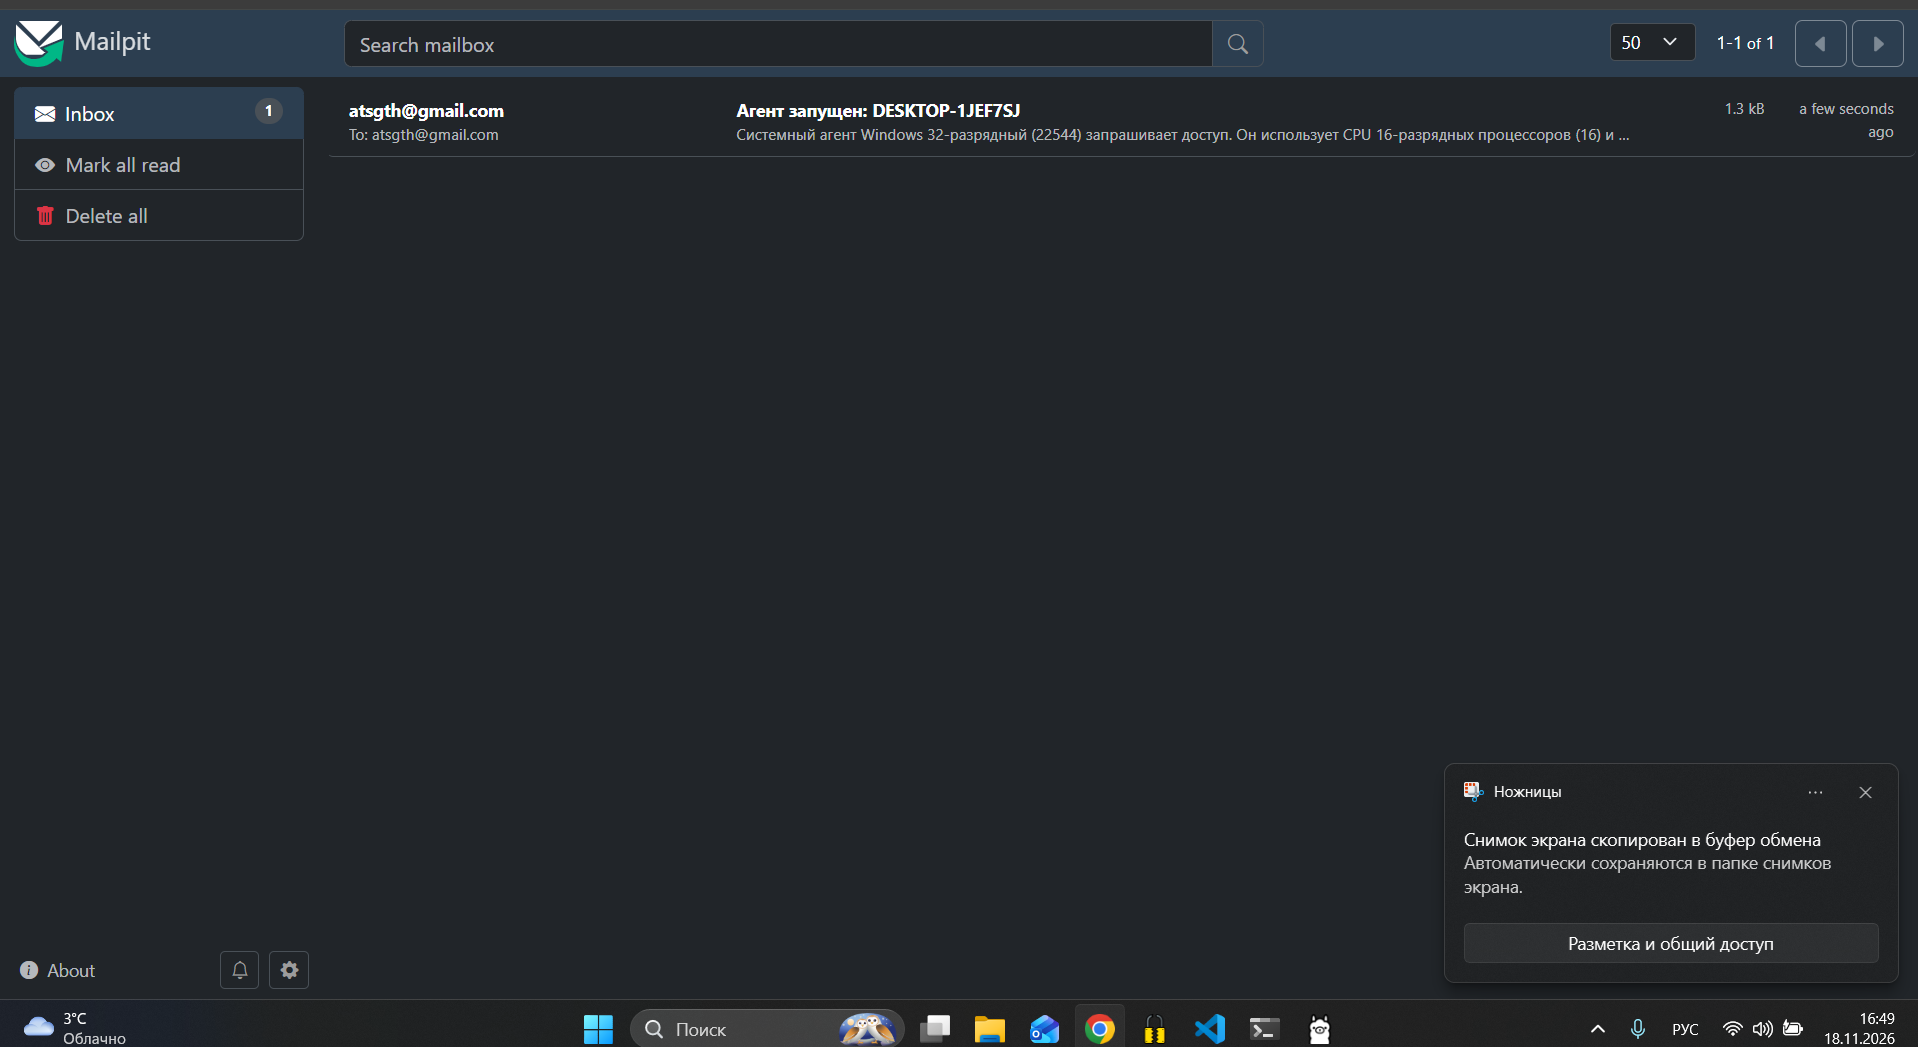 Mailpit
Search mailbox
50
1-1 of 1
Inbox
1
Mark all read
Delete all
atsgth@gmail.com
To: atsgth@gmail.com
Агент запущен: DESKTOP-1JEF7SJ
Системный агент Windows 32-разрядный (22544) запрашивает доступ. Он использует CPU 16-разрядных процессоров (16) и ...
1.3 kB
a few seconds
ago
Ножницы
Снимок экрана скопирован в буфер обмена
Автоматически сохраняются в папке снимков
экрана.
Разметка и общий доступ
About
3°C
Облачно
Поиск
РУС
16:49
18.11.2026